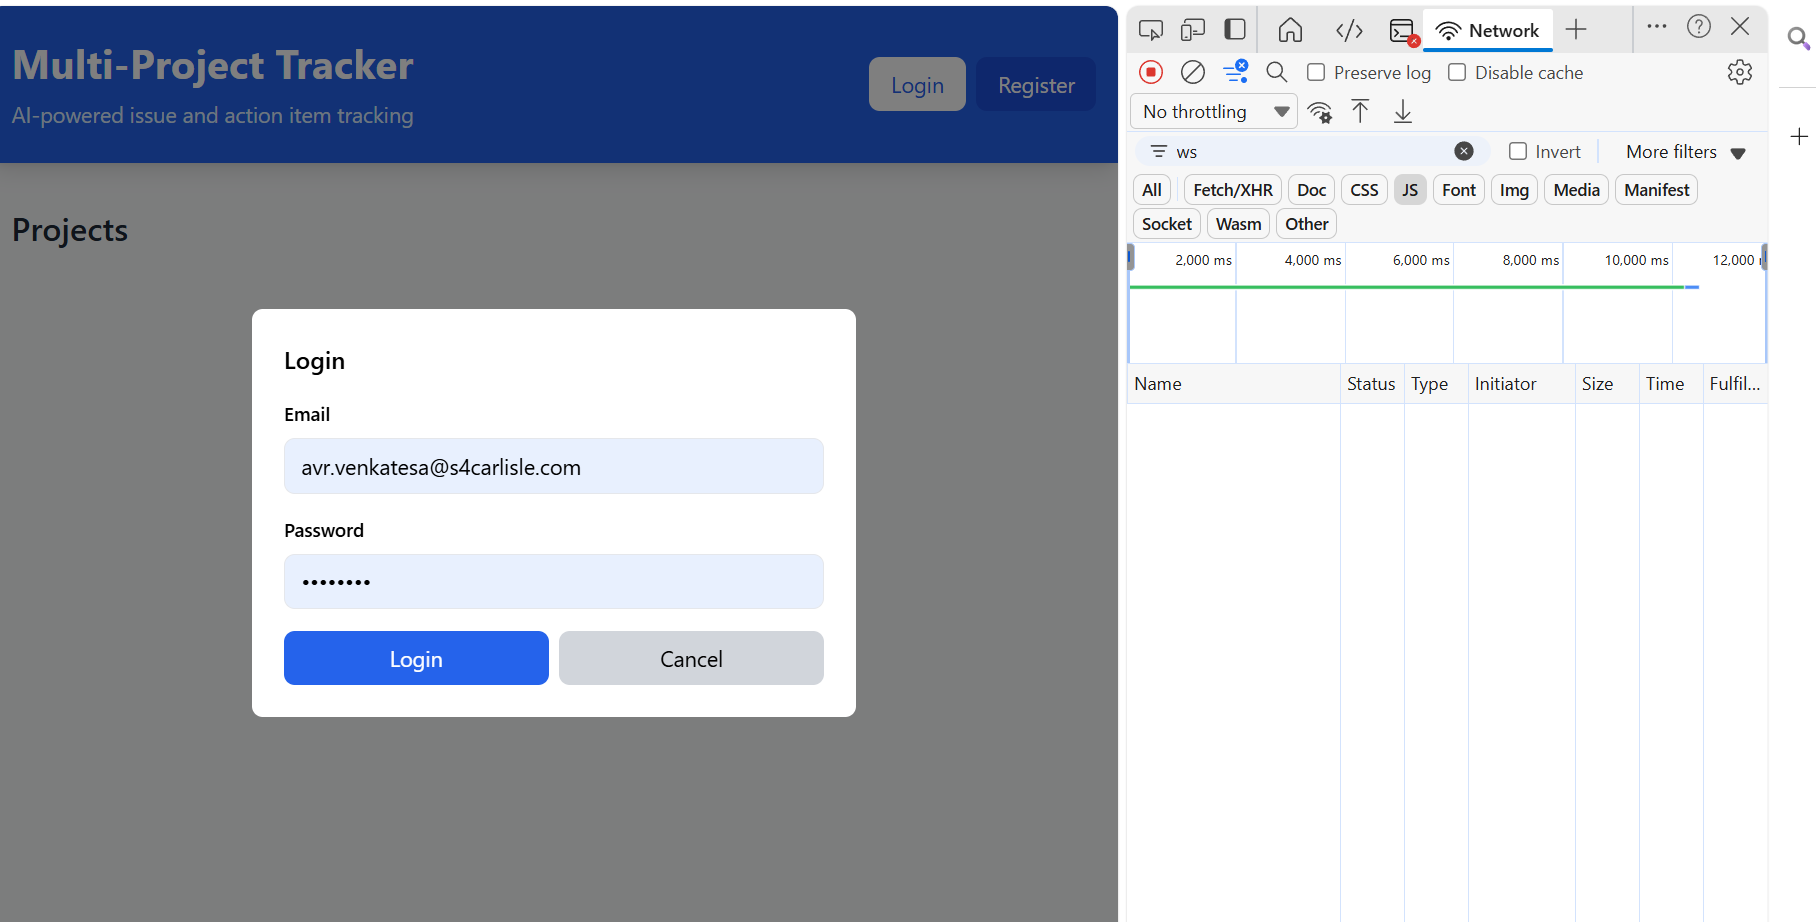 Multi-Project Tracker
AI-powered issue and action item tracking
Login
Register
Projects
Login
Email
avr.venkatesa@s4carlisle.com
Password
••••••••
Login
Cancel
Network
Preserve log
Disable cache
No throttling
ws
Invert
More filters
All
Fetch/XHR
Doc
CSS
JS
Font
Img
Media
Manifest
Socket
Wasm
Other
2,000 ms
4,000 ms
6,000 ms
8,000 ms
10,000 ms
12,000
Name
Status
Type
Initiator
Size
Time
Fulfil...